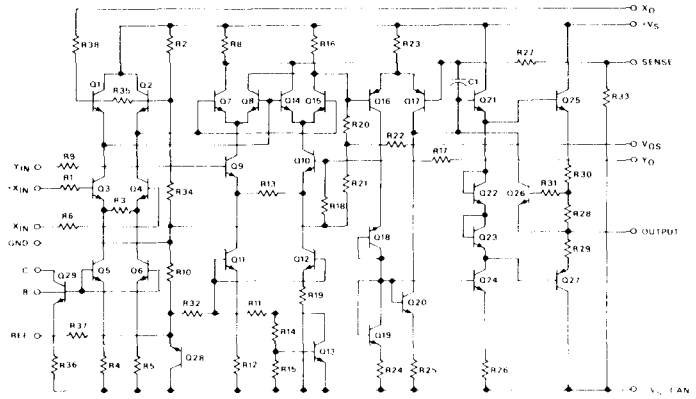 X₀
R38 R2 R8 R16 R23 +VS
R27 SENSE
Q1 Q2 R35 Q7 Q8 Q14 Q15 Q16 Q17 C1 Q21 Q25 R33
R20
R22 VOS
YIN R9 Q9 Q10 R17 Y₀
+XIN R1 Q3 Q4 R3 R34 R13 R21 R18 Q22 Q26 R31 R30
XIN R6 R28
GND Q18 Q23 OUTPUT
R29
C Q29 Q5 Q6 R10 Q11 Q12 Q24 Q27
B R19 Q20
R32 R11
REF R37 R14 Q19
Q28 Q13
R36 R4 R5 R12 R15 R24 R25 R26